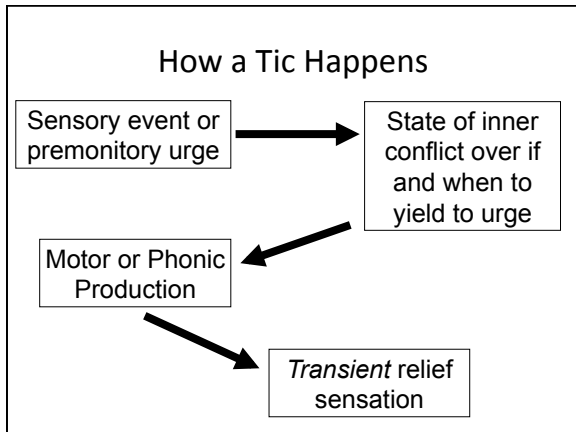 How a Tic Happens
Sensory event or
premonitory urge
State of inner
conflict over if
and when to
yield to urge
Motor or Phonic
Production
Transient relief
sensation